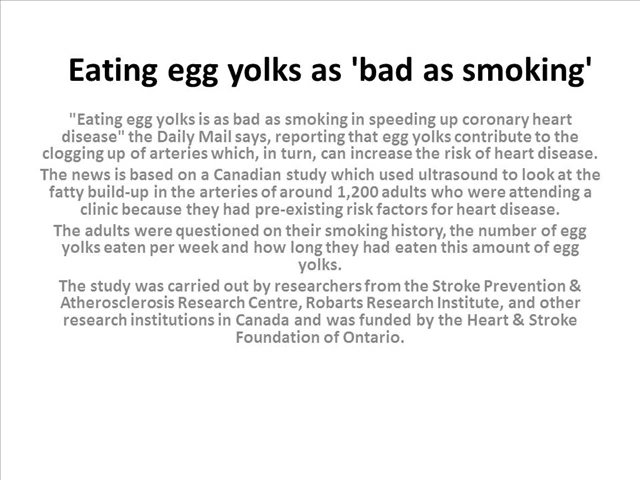 Eating egg yolks as 'bad as smoking'
"Eating egg yolks is as bad as smoking in speeding up coronary heart
disease" the Daily Mail says, reporting that egg yolks contribute to the
clogging up of arteries which, in turn, can increase the risk of heart disease.
The news is based on a Canadian study which used ultrasound to look at the
fatty build-up in the arteries of around 1,200 adults who were attending a
clinic because they had pre-existing risk factors for heart disease.
The adults were questioned on their smoking history, the number of egg
yolks eaten per week and how long they had eaten this amount of egg
yolks.
The study was carried out by researchers from the Stroke Prevention &
Atherosclerosis Research Centre, Robarts Research Institute, and other
research institutions in Canada and was funded by the Heart & Stroke
Foundation of Ontario.